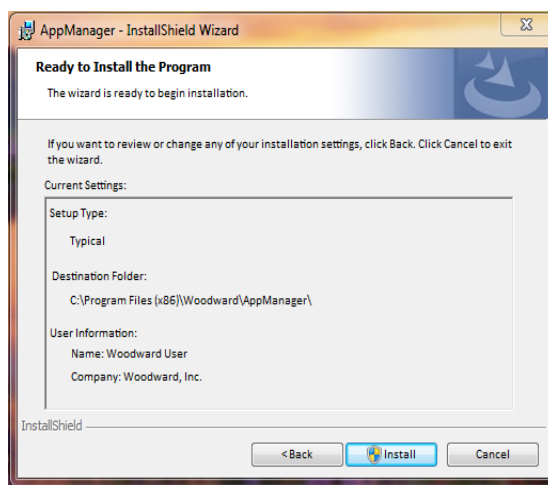 AppManager - InstallShield Wizard
Ready to Install the Program
The wizard is ready to begin installation.
If you want to review or change any of your installation settings, click Back. Click Cancel to exit
the wizard.
Current Settings:
Setup Type:
Typical
Destination Folder:
C:\Program Files (x86)\Woodward\AppManager\
User Information:
Name: Woodward User
Company: Woodward, Inc.
InstallShield
<Back Install Cancel